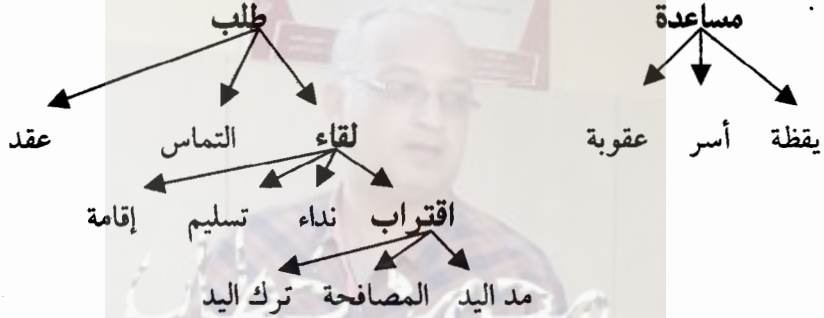 مساعدة طلب
يقظة أسر عقوبة لقاء التماس عقد
اقتراب نداء تسليم إقامة
مد اليد المصافحة ترك اليد